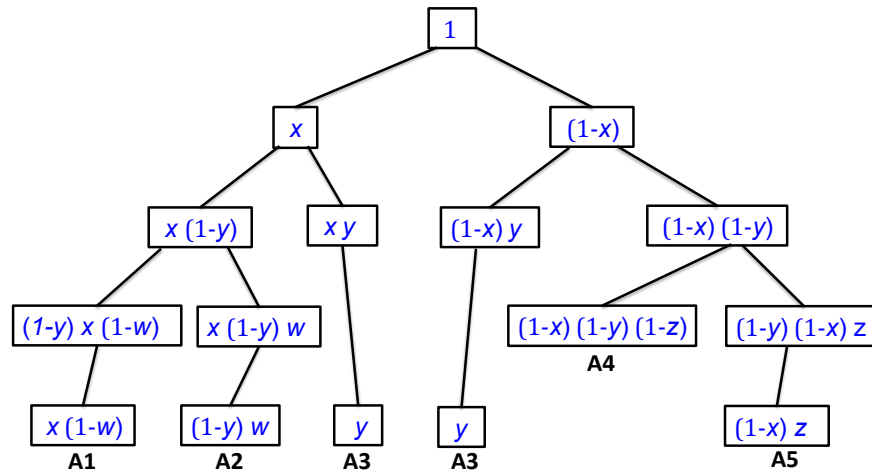 1
x
(1-x)
x (1-y)
x y
(1-x) y
(1-x) (1-y)
(1-y) x (1-w)
x (1-y) w
(1-x) (1-y) (1-z)
(1-y) (1-x) z
A4
x (1-w)
(1-y) w
y
y
(1-x) z
A1
A2
A3
A3
A5